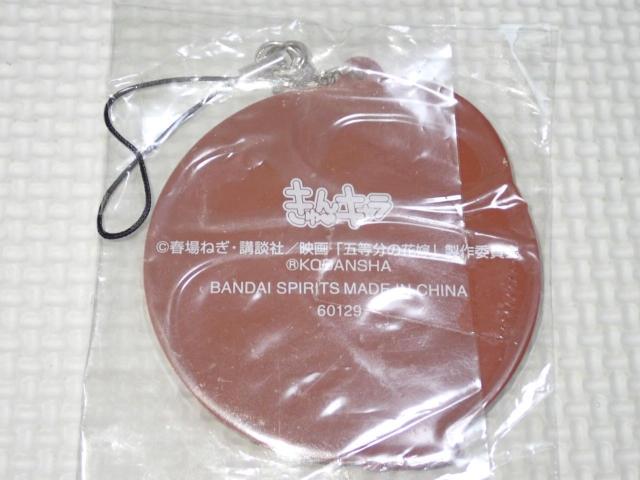 きゅんキャラ
©春場ねぎ・講談社／映画「五等分の花嫁」製作委員会
®KODANSHA
BANDAI SPIRITS MADE IN CHINA
60129